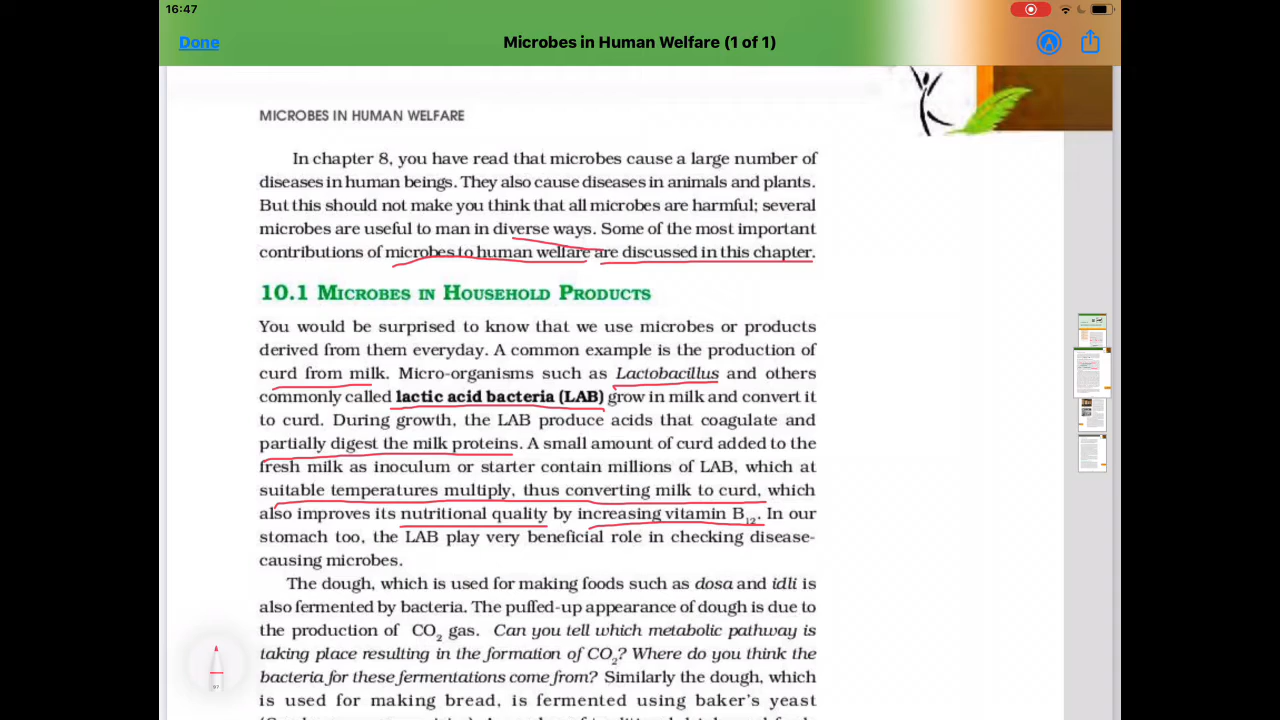 16:47
Done
Microbes in Human Welfare (1 of 1)
MICROBES IN HUMAN WELFARE
In chapter 8, you have read that microbes cause a large number of
diseases in human beings. They also cause diseases in animals and plants.
But this should not make you think that all microbes are harmful; several
microbes are useful to man in diverse ways. Some of the most important
contributions of microbes to human welfare are discussed in this chapter.
10.1 MICROBES IN HOUSEHOLD PRODUCTS
You would be surprised to know that we use microbes or products
derived from them everyday. A common example is the production of
curd from milk. Micro-organisms such as Lactobacillus and others
commonly called lactic acid bacteria (LAB) grow in milk and convert it
to curd. During growth, the LAB produce acids that coagulate and
partially digest the milk proteins. A small amount of curd added to the
fresh milk as inoculum or starter contain millions of LAB, which at
suitable temperatures multiply, thus converting milk to curd, which
also improves its nutritional quality by increasing vitamin B₁₂. In our
stomach too, the LAB play very beneficial role in checking disease-
causing microbes.
The dough, which is used for making foods such as dosa and idli is
also fermented by bacteria. The puffed-up appearance of dough is due to
the production of CO₂ gas. Can you tell which metabolic pathway is
taking place resulting in the formation of CO₂? Where do you think the
bacteria for these fermentations come from? Similarly the dough, which
is used for making bread, is fermented using baker's yeast